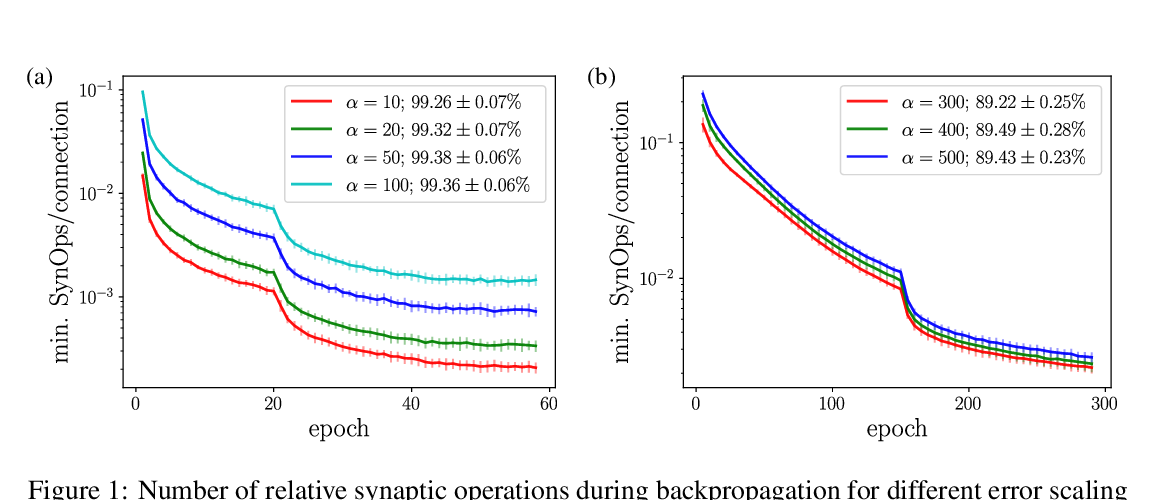 (a)
min. SynOps/connection
10⁻¹
10⁻²
10⁻³
α = 10; 99.26 ± 0.07%
α = 20; 99.32 ± 0.07%
α = 50; 99.38 ± 0.06%
α = 100; 99.36 ± 0.06%
0 20 40 60
epoch
(b)
min. SynOps/connection
10⁻¹
10⁻²
α = 300; 89.22 ± 0.25%
α = 400; 89.49 ± 0.28%
α = 500; 89.43 ± 0.23%
0 100 200 300
epoch
Figure 1: Number of relative synaptic operations during backpropagation for different error scaling